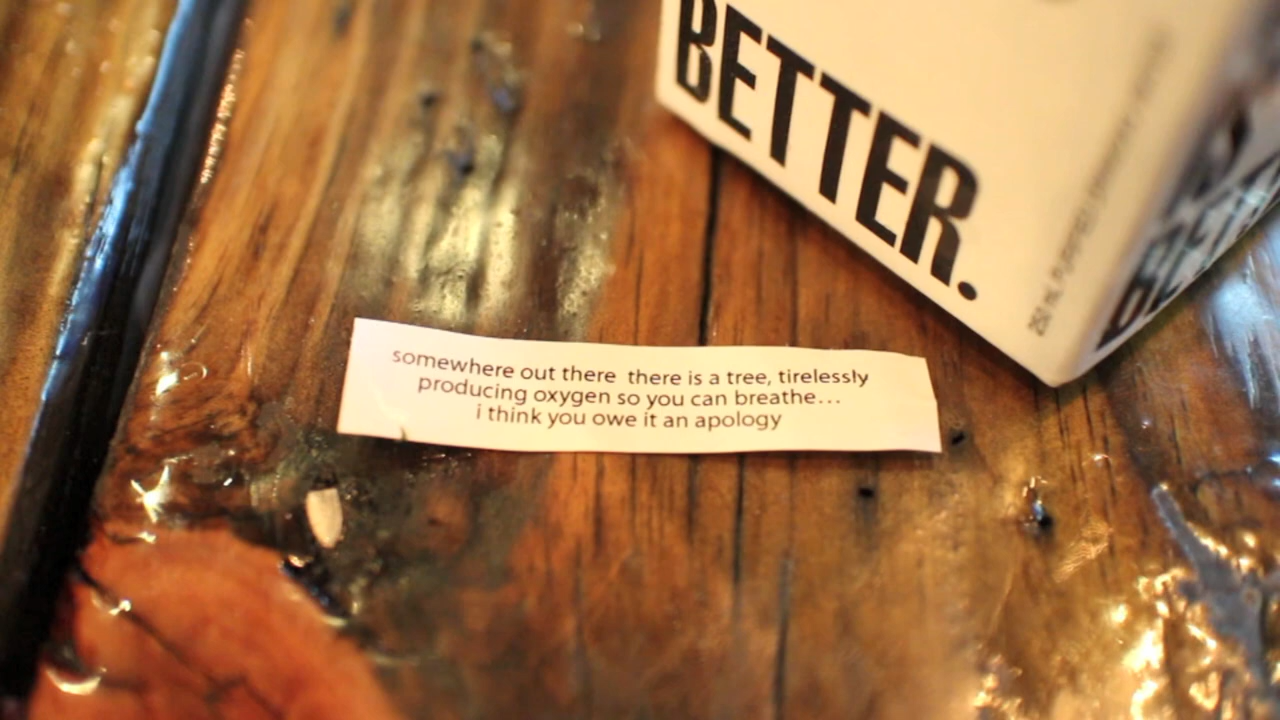 BETTER.
somewhere out there  there is a tree, tirelessly
producing oxygen so you can breathe...
i think you owe it an apology